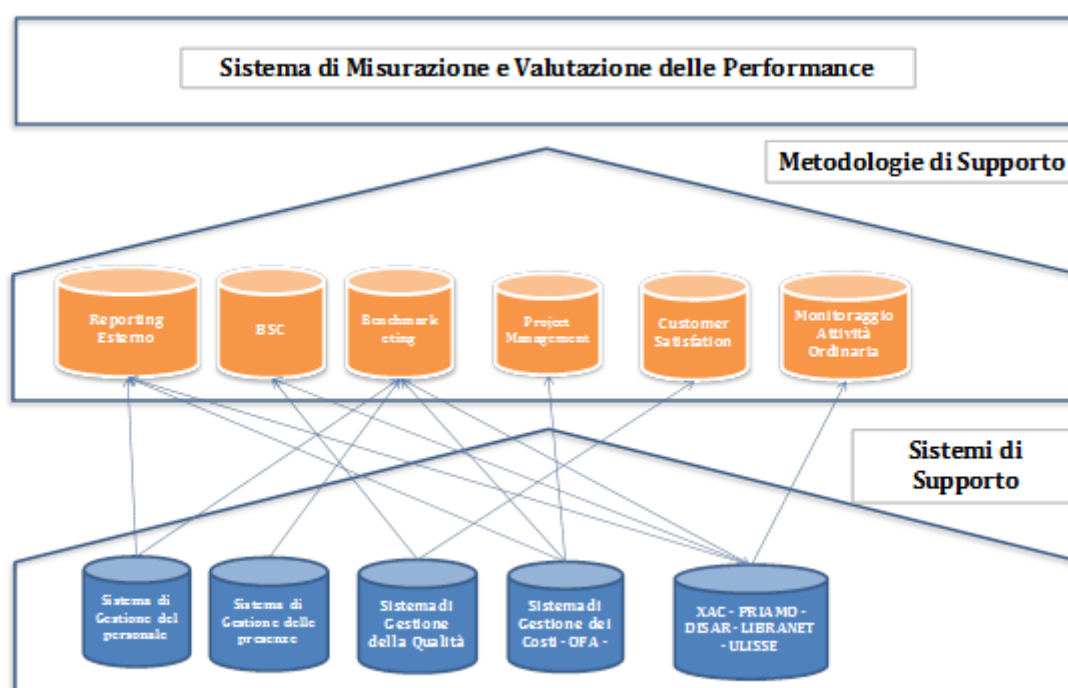 Sistema di Misurazione e Valutazione delle Performance
Metodologie di Supporto
Reporting
Esterno
BSC
Benchmark
eting
Project
Management
Customer
Satisfation
Monitoraggio
Attività
Ordinaria
Sistemi di
Supporto
Sistema di
Gestione del
personale
Sistema di
Gestione delle
presenze
Sistema di
Gestione
della Qualità
Sistema di
Gestione dei
Costi - OFA -
XAC - PRIAMO -
DISAR - LIBRANET
- ULISSE